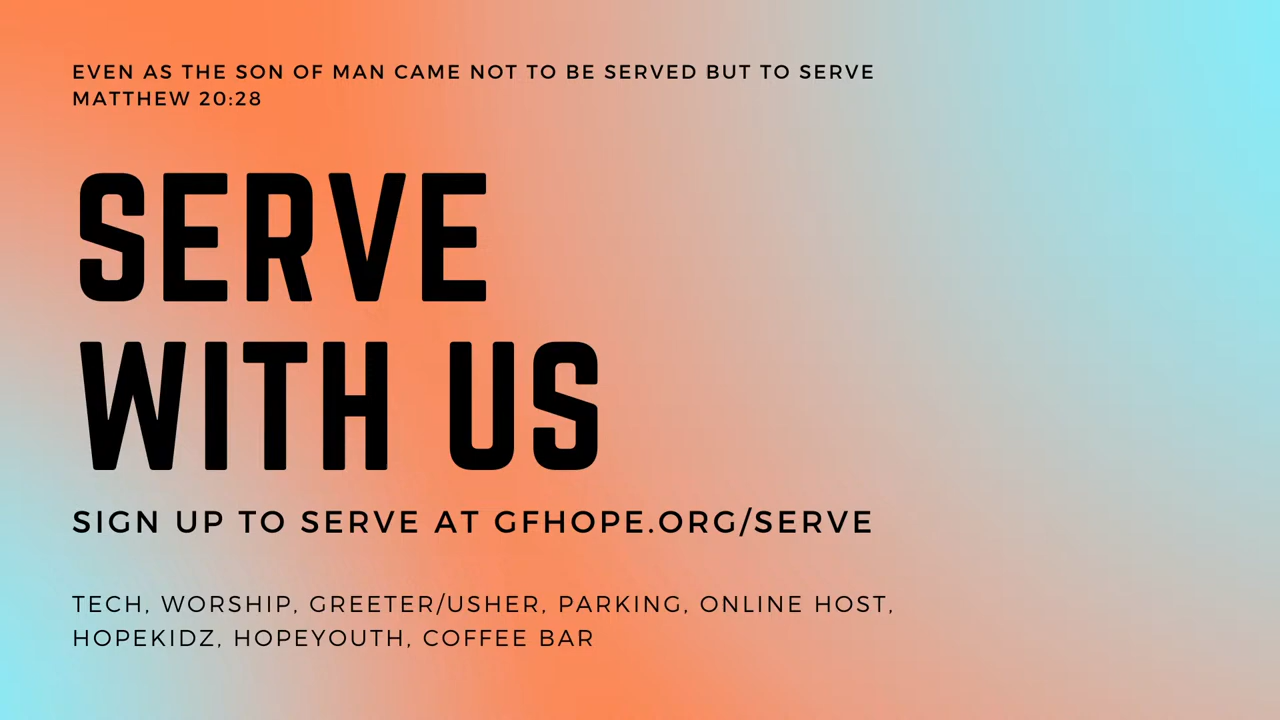 EVEN AS THE SON OF MAN CAME NOT TO BE SERVED BUT TO SERVE
MATTHEW 20:28
SERVE
WITH US
SIGN UP TO SERVE AT GFHOPE.ORG/SERVE
TECH, WORSHIP, GREETER/USHER, PARKING, ONLINE HOST,
HOPEKIDZ, HOPEYOUTH, COFFEE BAR